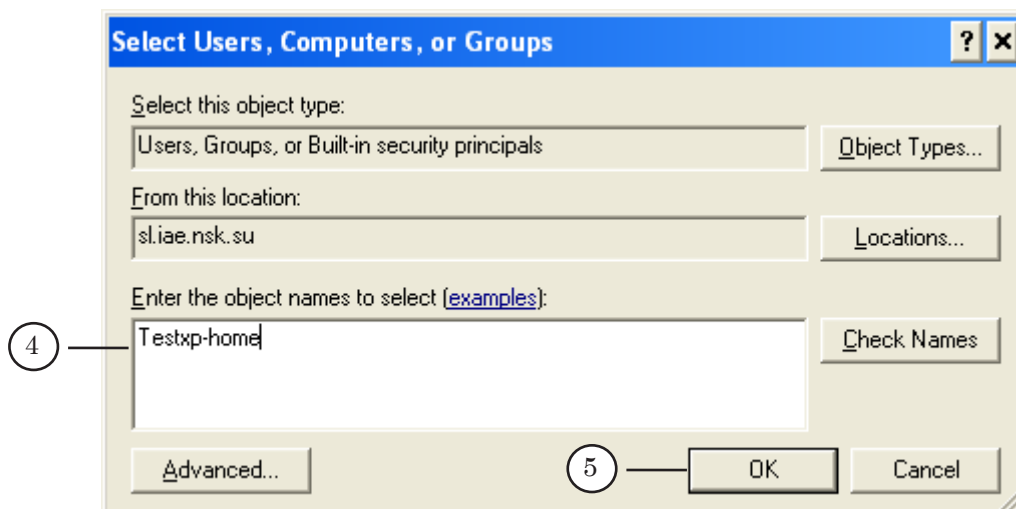 Select Users, Computers, or Groups
Select this object type:
Users, Groups, or Built-in security principals
Object Types...
From this location:
sl.iae.nsk.su
Locations...
Enter the object names to select (examples):
4
Testxp-home
Check Names
Advanced...
5
OK
Cancel